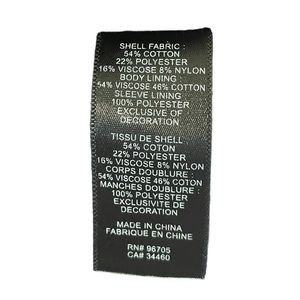 SHELL FABRIC :
54% COTTON
22% POLYESTER
16% VISCOSE 8% NYLON
BODY LINING :
54% VISCOSE 46% COTTON
SLEEVE LINING :
100% POLYESTER
EXCLUSIVE OF
DECORATION
TISSU DE SHELL :
54% COTON
22% POLYESTER
16% VISCOSE 8% NYLON
CORPS DOUBLURE :
54% VISCOSE 46% COTON
MANCHES DOUBLURE :
100% POLYESTER
EXCLUSIVITE DE
DECORATION
MADE IN CHINA
FABRIQUE EN CHINE
RN# 96705
CA# 34460